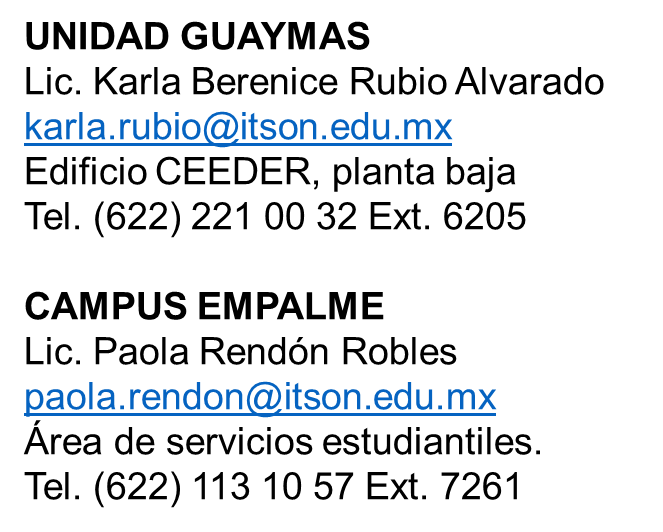 UNIDAD GUAYMAS
Lic. Karla Berenice Rubio Alvarado
karla.rubio@itson.edu.mx
Edificio CEEDER, planta baja
Tel. (622) 221 00 32 Ext. 6205
CAMPUS EMPALME
Lic. Paola Rendón Robles
paola.rendon@itson.edu.mx
Área de servicios estudiantiles.
Tel. (622) 113 10 57 Ext. 7261